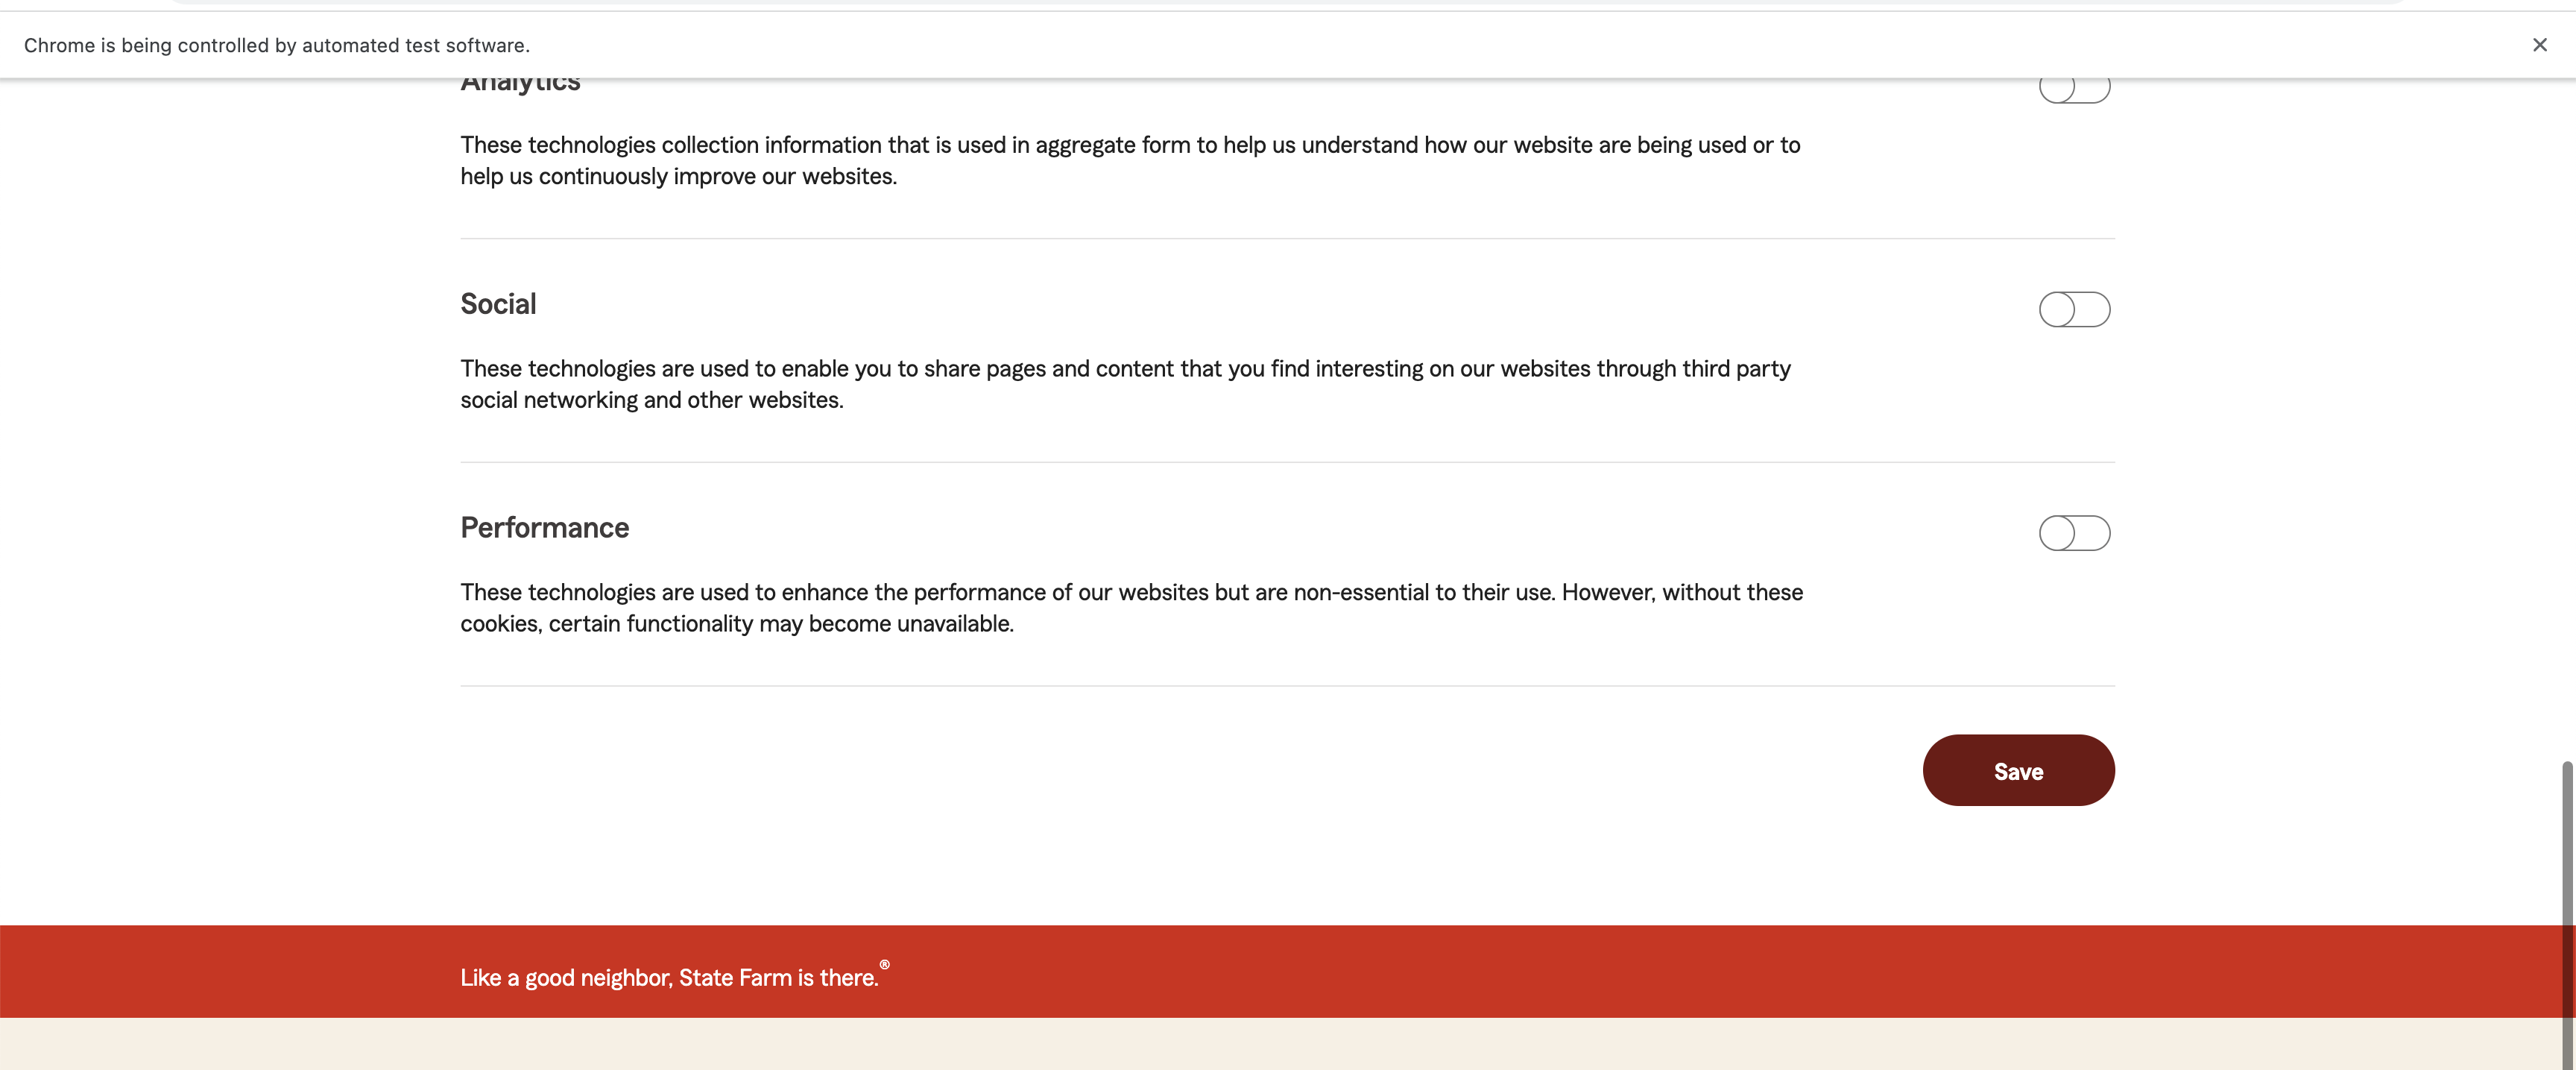 Chrome is being controlled by automated test software.
Analytics
These technologies collection information that is used in aggregate form to help us understand how our website are being used or to
help us continuously improve our websites.
Social
These technologies are used to enable you to share pages and content that you find interesting on our websites through third party
social networking and other websites.
Performance
These technologies are used to enhance the performance of our websites but are non-essential to their use. However, without these
cookies, certain functionality may become unavailable.
Save
Like a good neighbor, State Farm is there.®